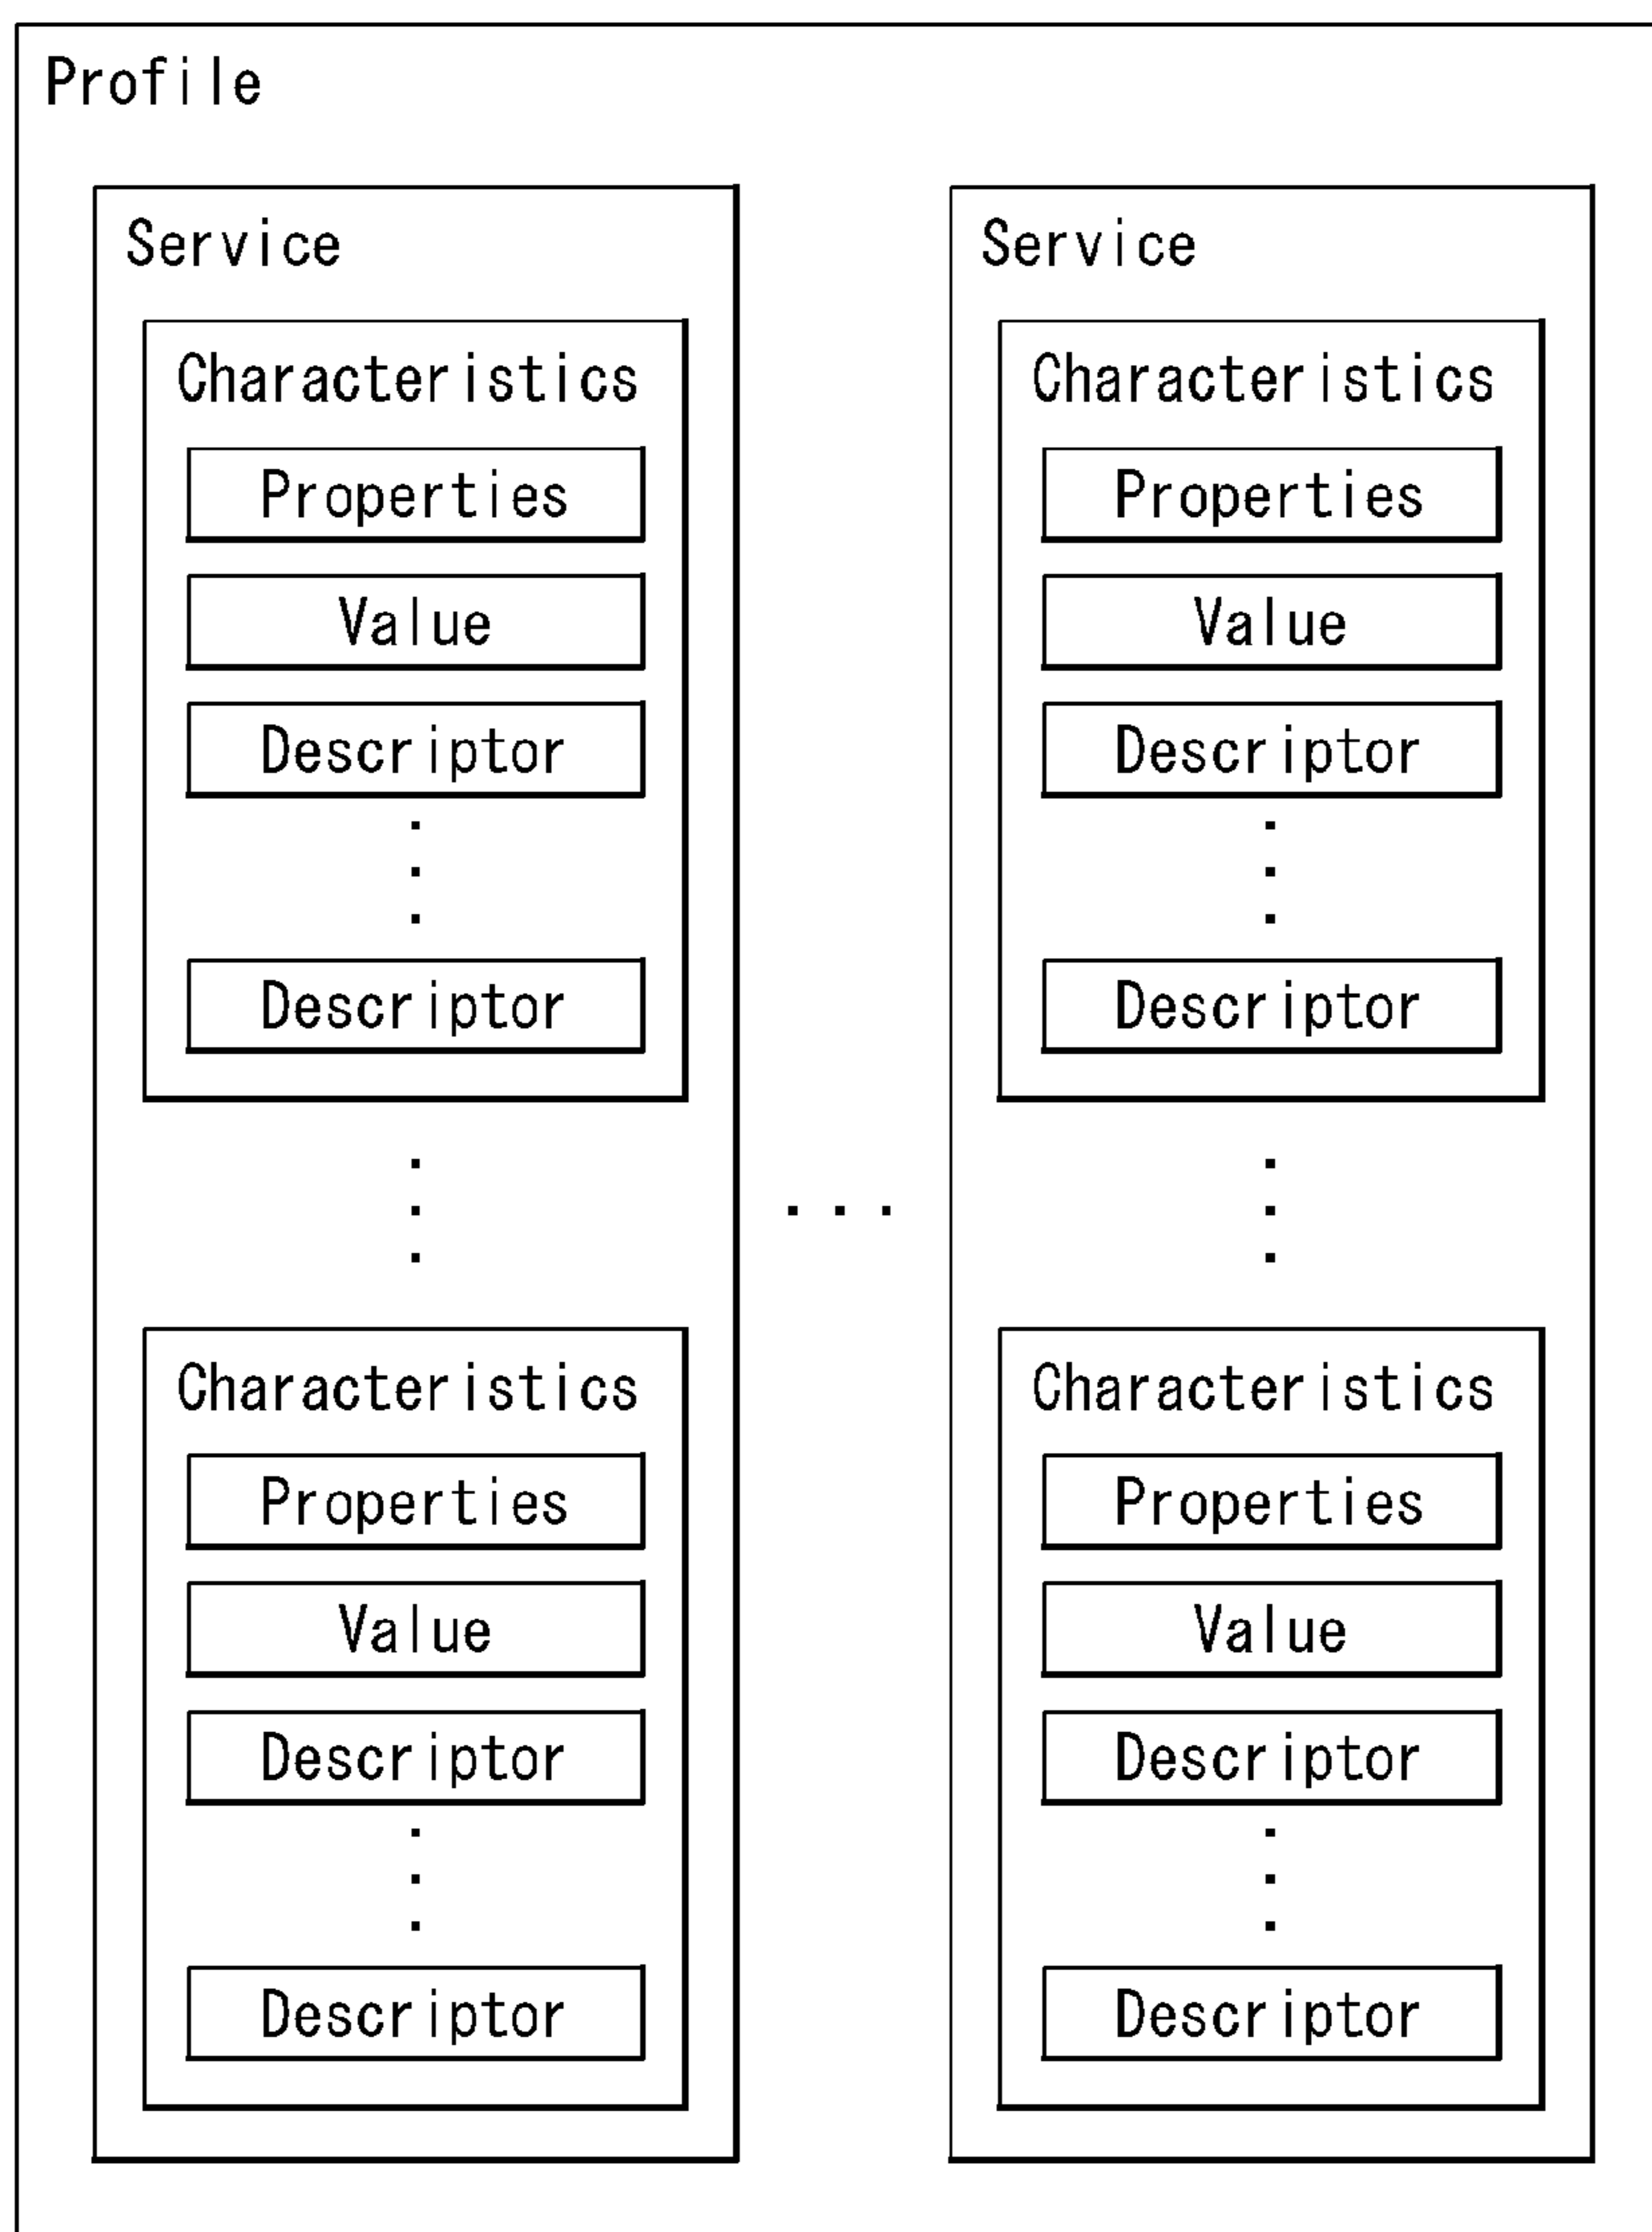 Profile
Service
Characteristics
Properties
Value
Descriptor
Descriptor
Characteristics
Properties
Value
Descriptor
Descriptor
Service
Characteristics
Properties
Value
Descriptor
Descriptor
Characteristics
Properties
Value
Descriptor
Descriptor